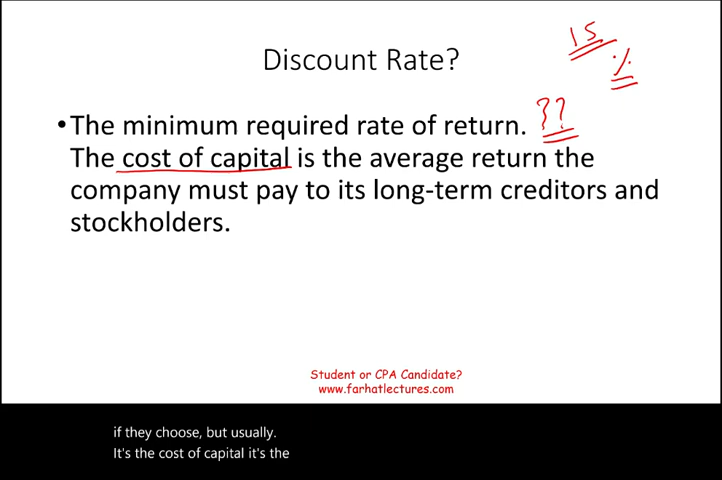 15
%
Discount Rate?
•The minimum required rate of return. ??
The cost of capital is the average return the
company must pay to its long-term creditors and
stockholders.
Student or CPA Candidate?
www.farhatlectures.com
if they choose, but usually.
It's the cost of capital it's the